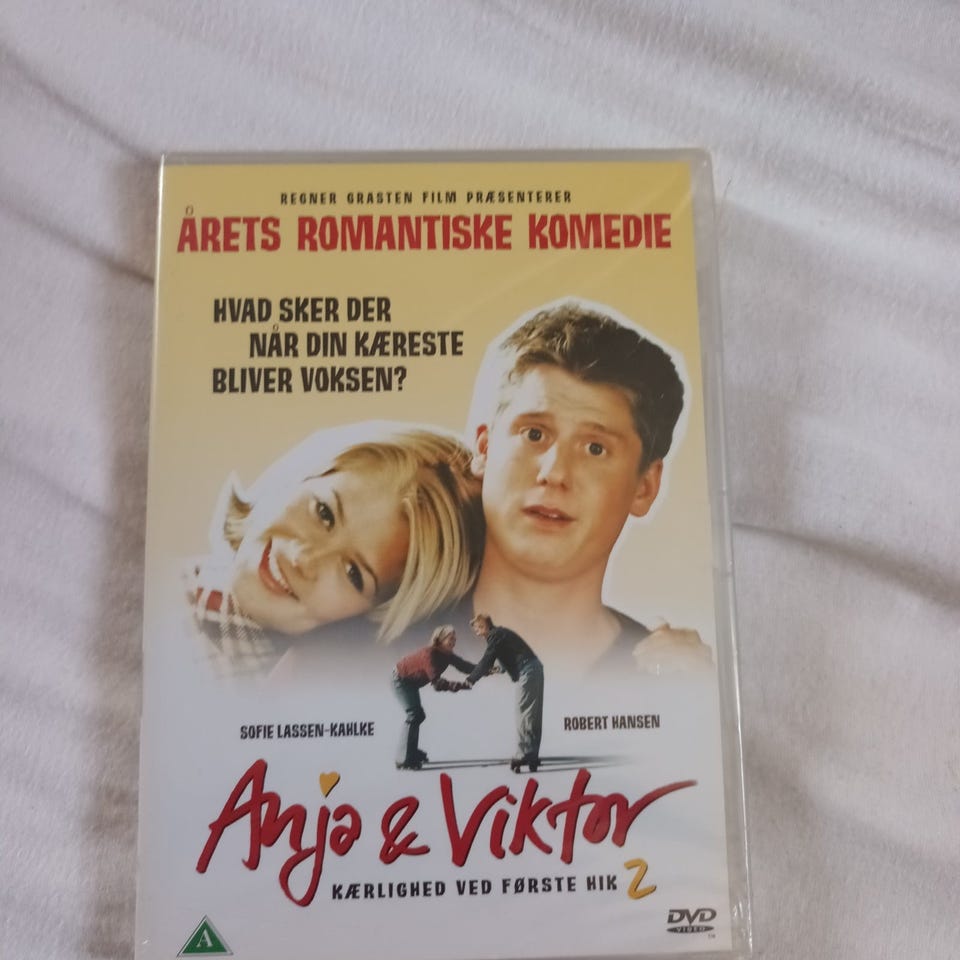 REGNER GRASTEN FILM PRÆSENTERER
ÅRETS ROMANTISKE KOMEDIE
HVAD SKER DER
NÅR DIN KÆRESTE
BLIVER VOKSEN?
SOFIE LASSEN-KAHLKE
ROBERT HANSEN
Anja & Viktor
KÆRLIGHED VED FØRSTE HIK 2
A
DVD
VIDEO